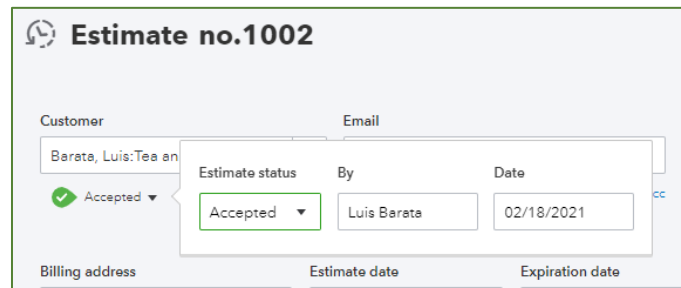 Estimate no.1002
Customer Email
Barata, Luis:Tea an
Estimate status By Date
Accepted
Accepted Luis Barata 02/18/2021
cc
Billing address Estimate date Expiration date